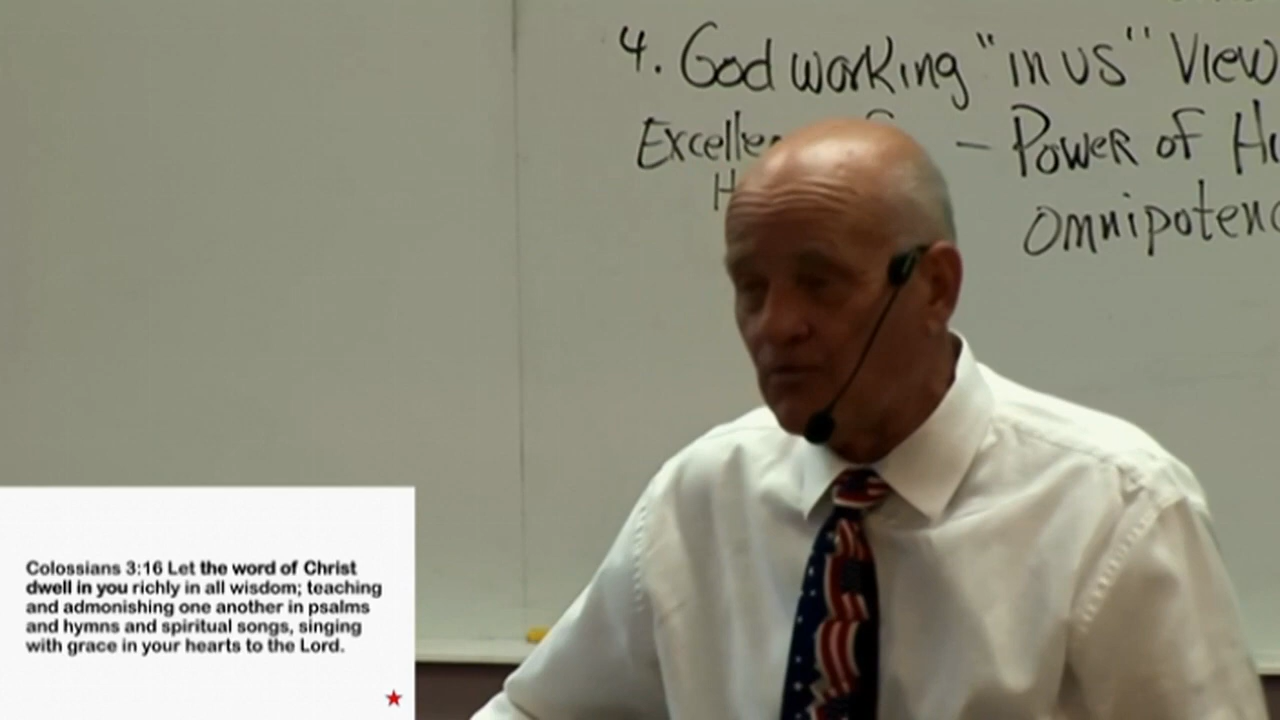 4. God working "in us" View
— Power of
Colossians 3:16 Let the word of Christ
dwell in you richly in all wisdom; teaching
and admonishing one another in psalms
and hymns and spiritual songs, singing
with grace in your hearts to the Lord.